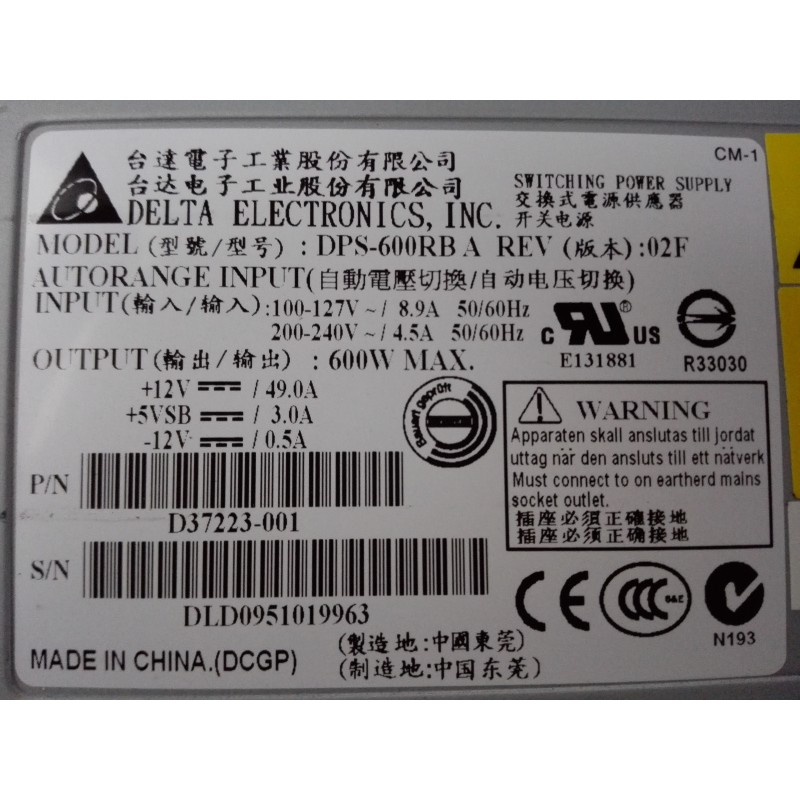 台達電子工業股份有限公司
台达电子工业股份有限公司
DELTA ELECTRONICS, INC.
CM-1
SWITCHING POWER SUPPLY
交換式電源供應器
开关电源
MODEL (型號/型号) : DPS-600RB A REV (版本) :02F
AUTORANGE INPUT(自動電壓切換/自动电压切换)
INPUT(輸入/输入):100-127V ~ / 8.9A 50/60Hz
200-240V ~ / 4.5A 50/60Hz
OUTPUT(輸出/输出) : 600W MAX.
+12V / 49.0A
+5VSB / 3.0A
-12V / 0.5A
c RU US
E131881
R33030
Bauart geprüft
WARNING
Apparaten skall anslutas till jordat
uttag när den ansluts till ett nätverk
Must connect to on eartherd mains
socket outlet.
插座必須正確接地
插座必须正确接地
P/N
D37223-001
S/N
DLD0951019963
CE
CCC S&E
N193
MADE IN CHINA.(DCGP)
(製造地:中國東莞)
(制造地:中国东莞)